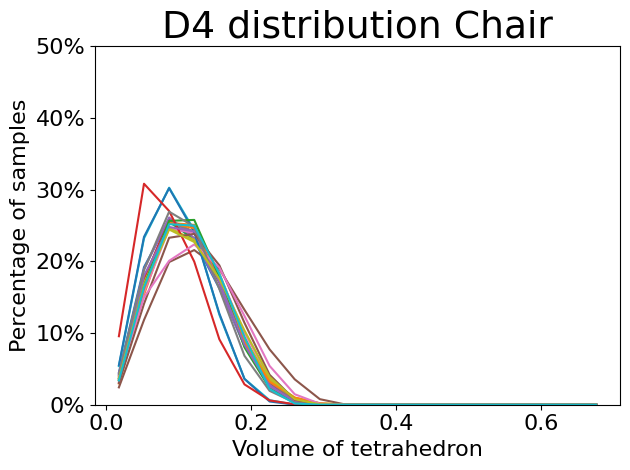 D4 distribution Chair
Percentage of samples
50%
40%
30%
20%
10%
0%
0.0 0.2 0.4 0.6
Volume of tetrahedron